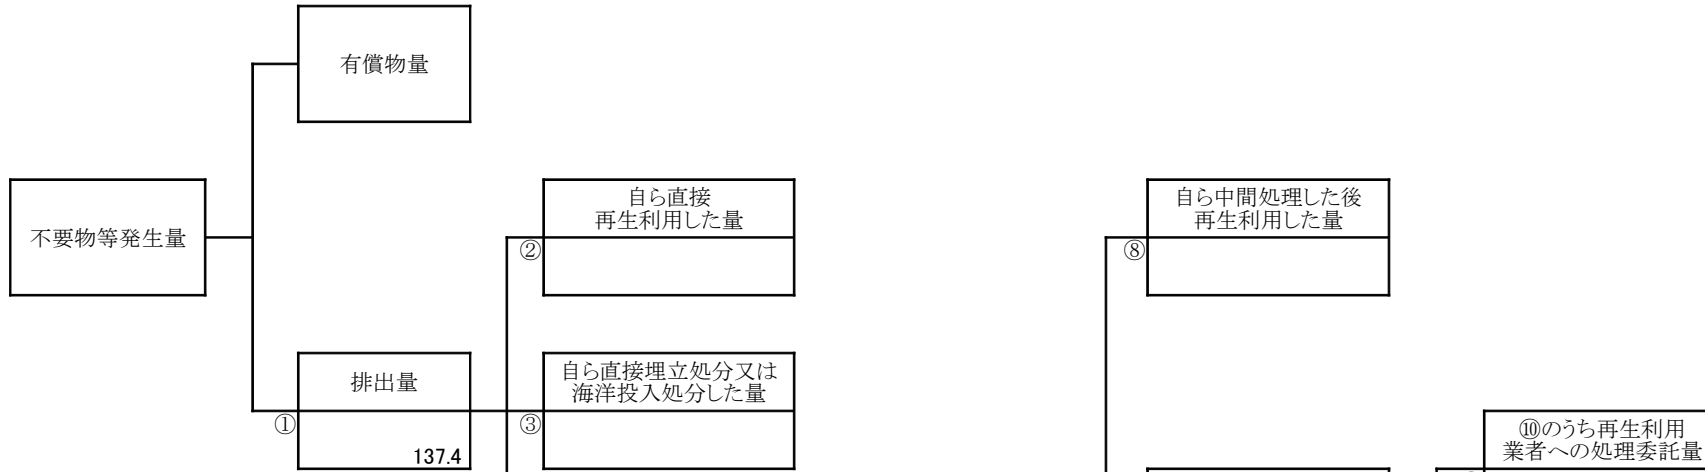 有償物量
不要物等発生量
自ら直接
再生利用した量
②
自ら中間処理した後
再生利用した量
⑧
排出量
①
137.4
自ら直接埋立処分又は
海洋投入処分した量
③
⑩のうち再生利用
業者への処理委託量